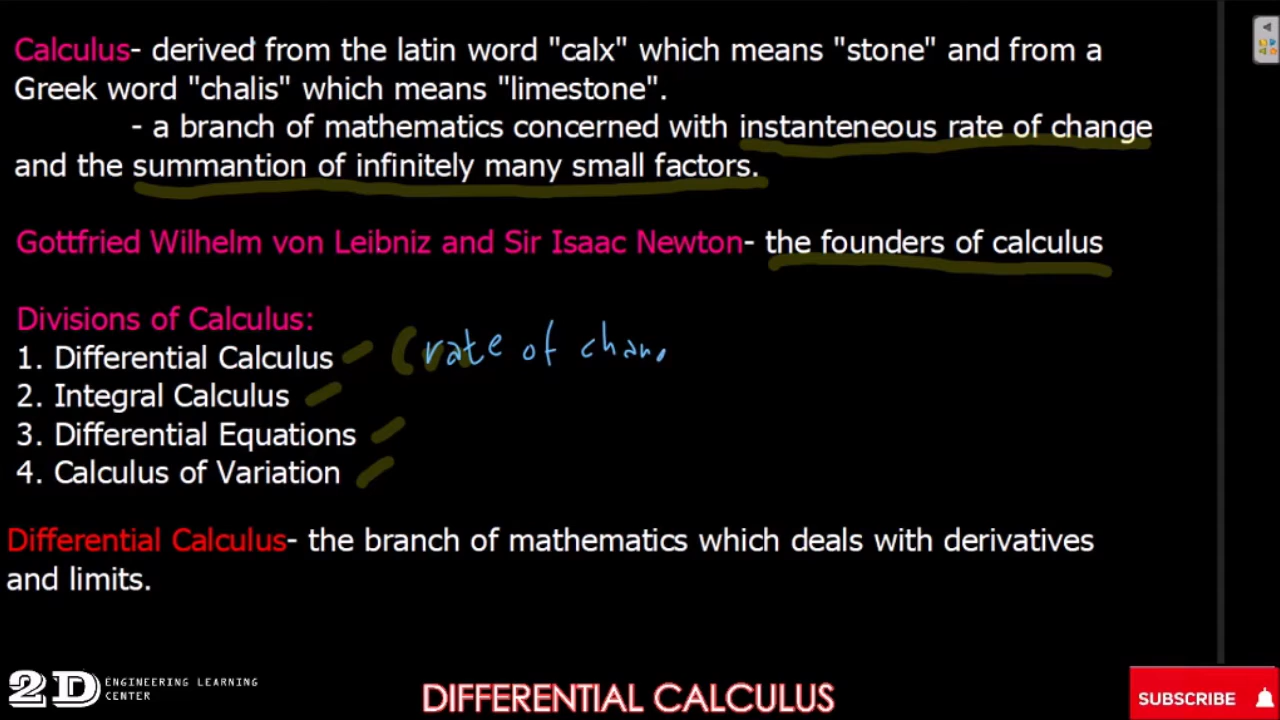 Calculus- derived from the latin word "calx" which means "stone" and from a
Greek word "chalis" which means "limestone".
- a branch of mathematics concerned with instanteneous rate of change
and the summantion of infinitely many small factors.
Gottfried Wilhelm von Leibniz and Sir Isaac Newton- the founders of calculus
Divisions of Calculus:
1. Differential Calculus (rate of chan
2. Integral Calculus
3. Differential Equations
4. Calculus of Variation
Differential Calculus- the branch of mathematics which deals with derivatives
and limits.
2D ENGINEERING LEARNING
CENTER
DIFFERENTIAL CALCULUS
SUBSCRIBE